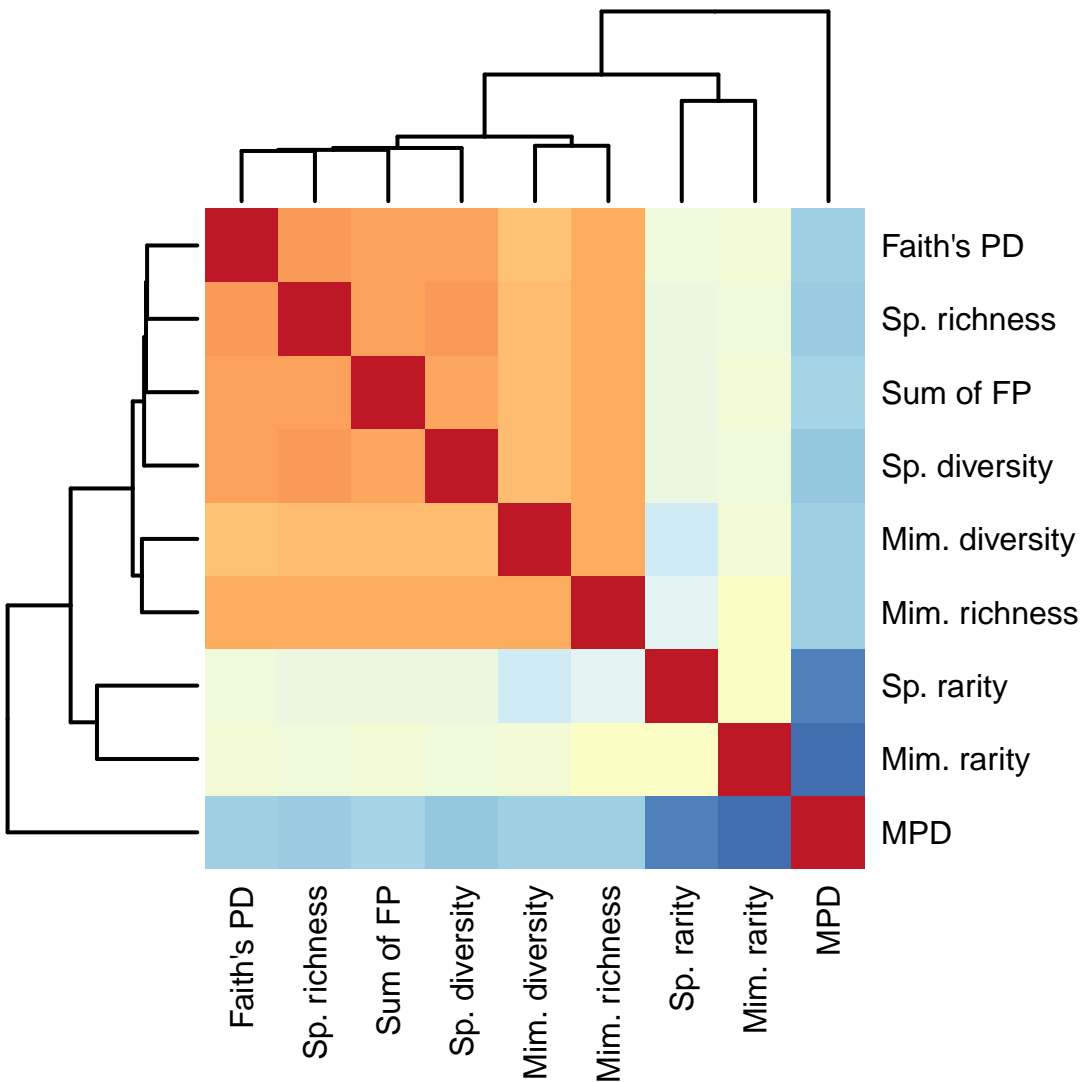 Faith's PD
Sp. richness
Sum of FP
Sp. diversity
Mim. diversity
Mim. richness
Sp. rarity
Mim. rarity
MPD
Faith's PD
Sp. richness
Sum of FP
Sp. diversity
Mim. diversity
Mim. richness
Sp. rarity
Mim. rarity
MPD